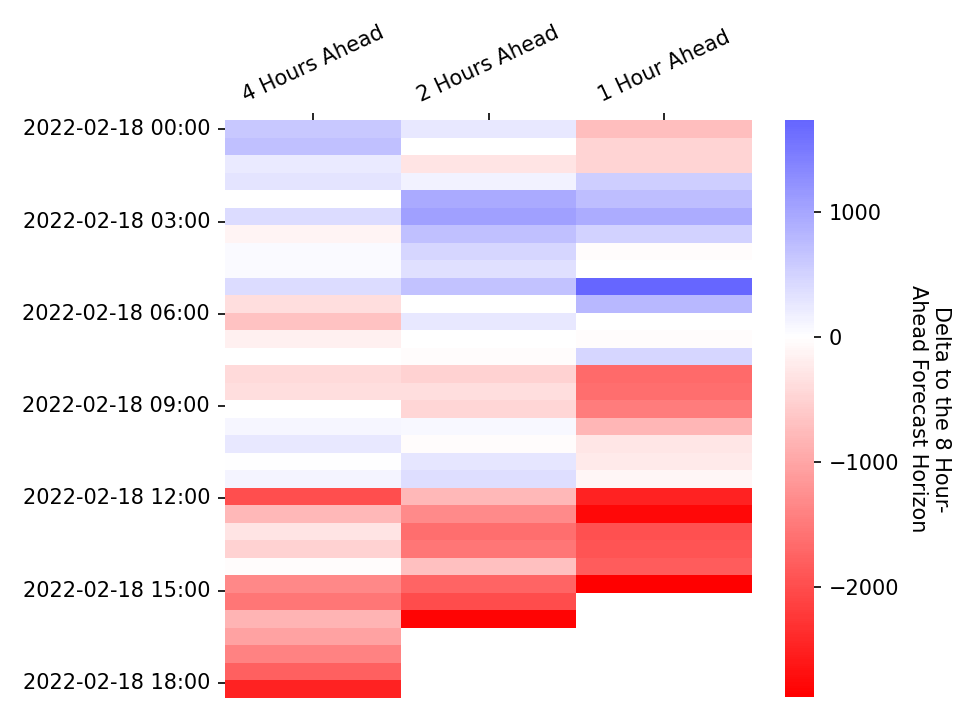 4 Hours Ahead
2 Hours Ahead
1 Hour Ahead
2022-02-18 00:00
2022-02-18 03:00
2022-02-18 06:00
2022-02-18 09:00
2022-02-18 12:00
2022-02-18 15:00
2022-02-18 18:00
1000
0
−1000
−2000
Delta to the 8 Hour-
Ahead Forecast Horizon